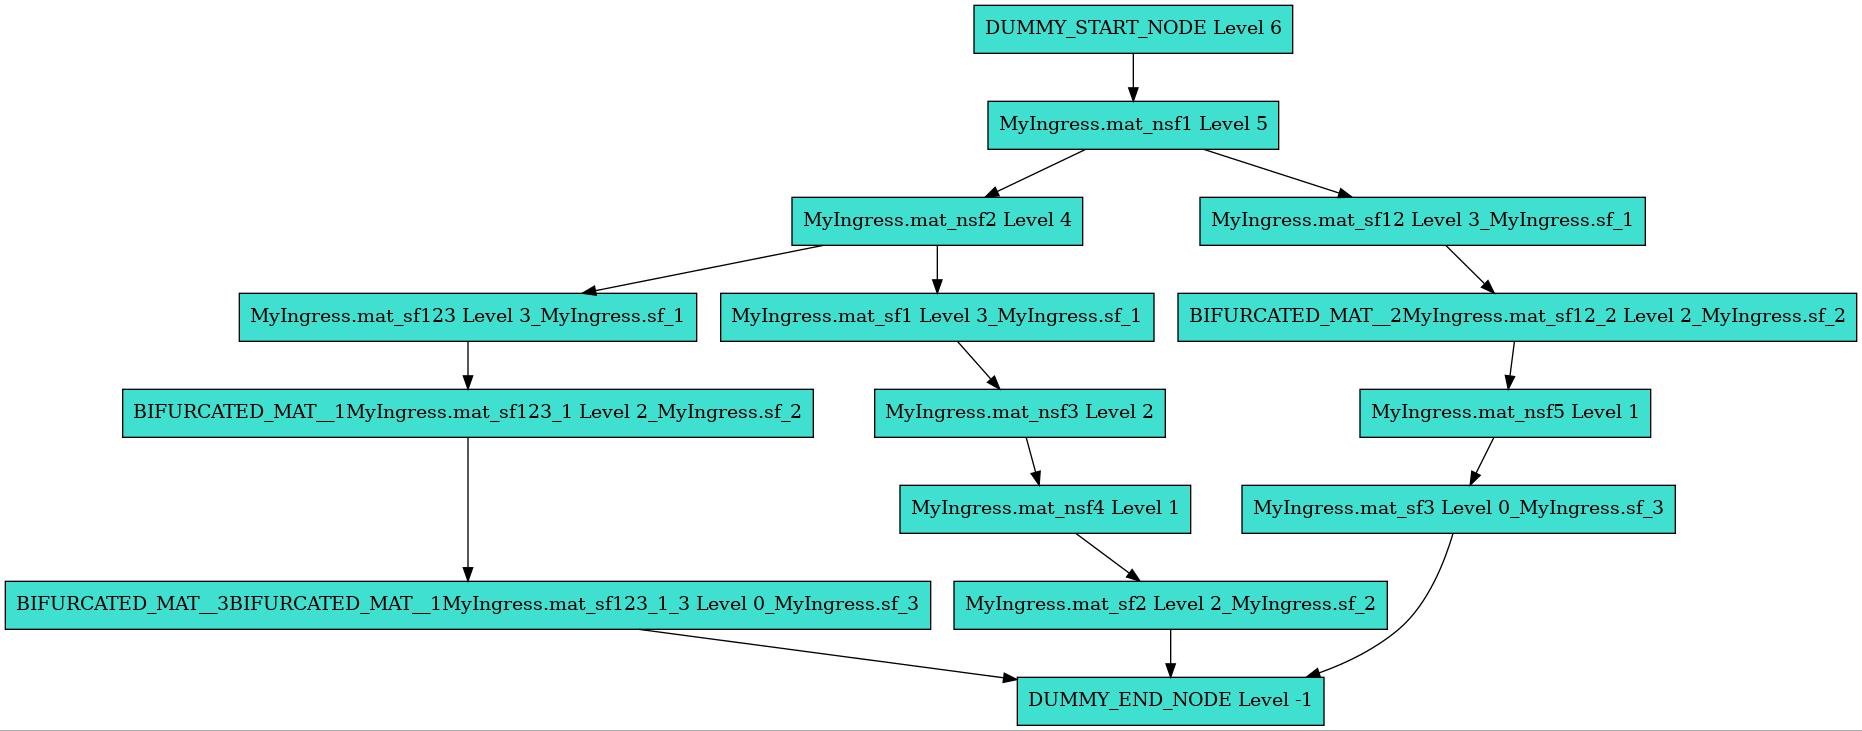 DUMMY_START_NODE Level 6
MyIngress.mat_nsf1 Level 5
MyIngress.mat_nsf2 Level 4
MyIngress.mat_sf12 Level 3_MyIngress.sf_1
MyIngress.mat_sf123 Level 3_MyIngress.sf_1
MyIngress.mat_sf1 Level 3_MyIngress.sf_1
BIFURCATED_MAT__2MyIngress.mat_sf12_2 Level 2_MyIngress.sf_2
BIFURCATED_MAT__1MyIngress.mat_sf123_1 Level 2_MyIngress.sf_2
MyIngress.mat_nsf3 Level 2
MyIngress.mat_nsf5 Level 1
MyIngress.mat_nsf4 Level 1
MyIngress.mat_sf3 Level 0_MyIngress.sf_3
BIFURCATED_MAT__3BIFURCATED_MAT__1MyIngress.mat_sf123_1_3 Level 0_MyIngress.sf_3
MyIngress.mat_sf2 Level 2_MyIngress.sf_2
DUMMY_END_NODE Level -1